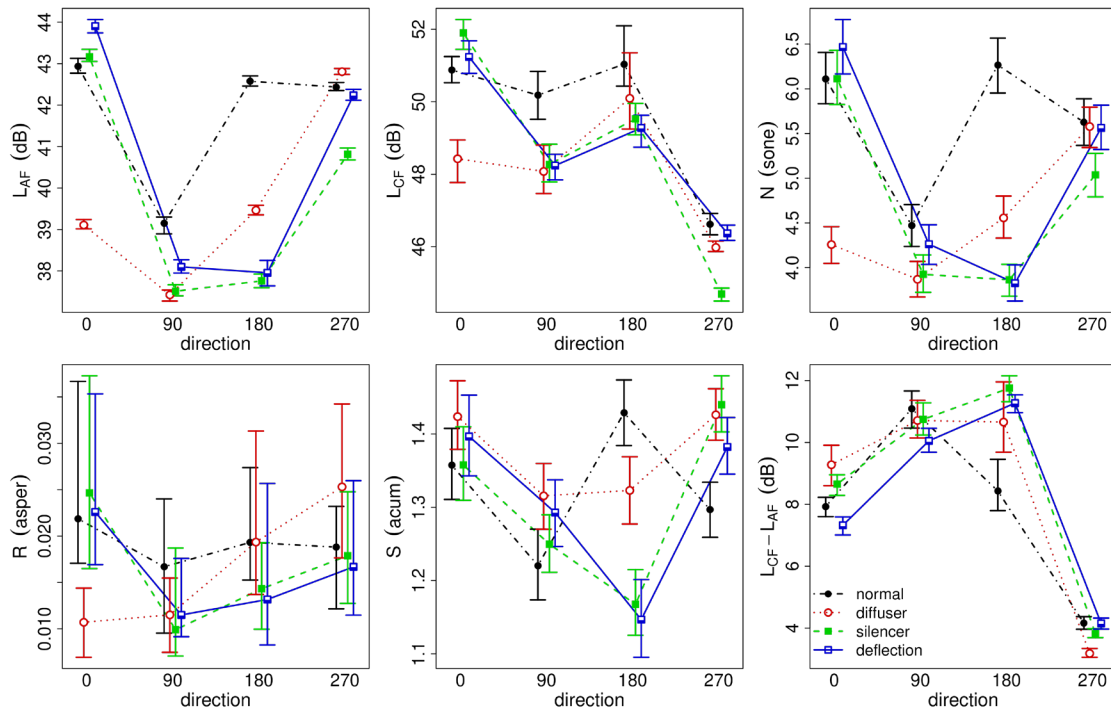 L_AF (dB)
44
43
42
41
40
39
38
0 90 180 270
direction
L_CF (dB)
52
50
48
46
0 90 180 270
direction
N (sone)
6.5
6.0
5.5
5.0
4.5
4.0
0 90 180 270
direction
R (asper)
0.030
0.020
0.010
0 90 180 270
direction
S (acum)
1.4
1.3
1.2
1.1
0 90 180 270
direction
L_CF−L_AF (dB)
12
10
8
6
4
normal
diffuser
silencer
deflection
0 90 180 270
direction